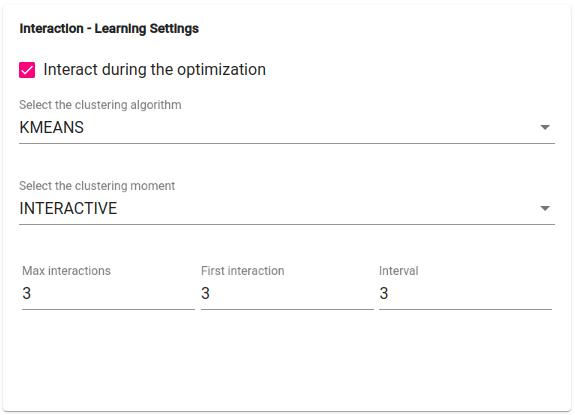 Interaction - Learning Settings
Interact during the optimization
Select the clustering algorithm
KMEANS
Select the clustering moment
INTERACTIVE
Max interactions First interaction Interval
3 3 3